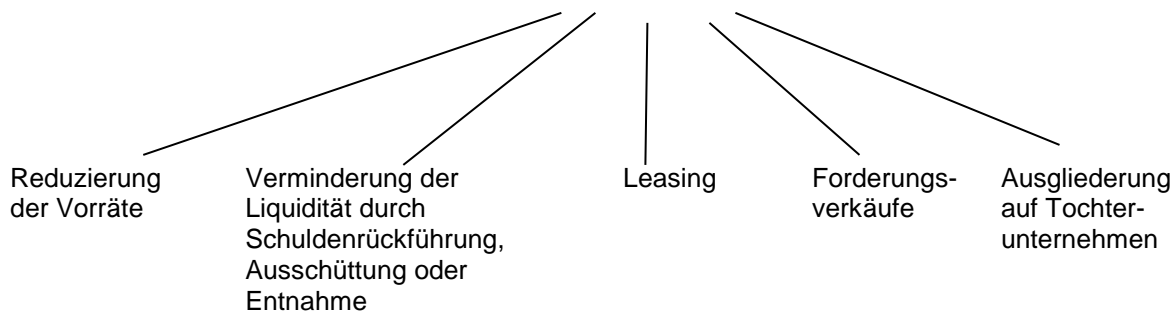 Reduzierung
der Vorräte
Verminderung der
Liquidität durch
Schuldenrückführung,
Ausschüttung oder
Entnahme
Leasing
Forderungs-
verkäufe
Ausgliederung
auf Tochter-
unternehmen